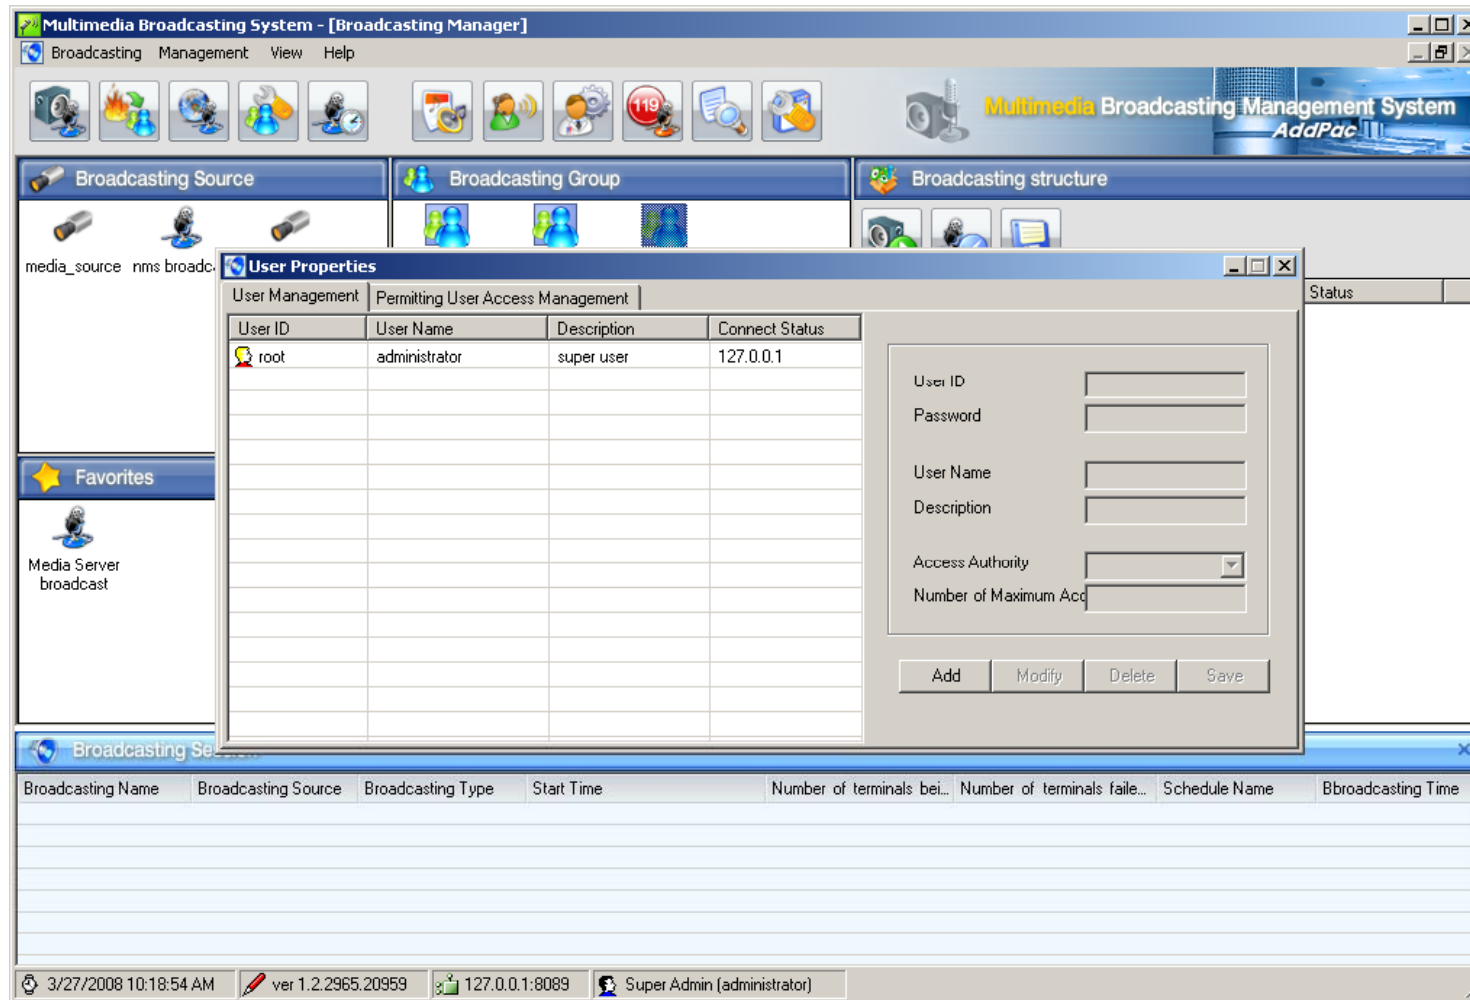 Multimedia Broadcasting System - [Broadcasting Manager]
Broadcasting Management View Help
119
Multimedia Broadcasting Management System
AddPac
Broadcasting Source
Broadcasting Group
Broadcasting structure
media_source nms broadc
User Properties
User Management Permitting User Access Management
Status
User ID User Name Description Connect Status
root administrator super user 127.0.0.1
User ID
Password
User Name
Description
Access Authority
Number of Maximum Acc
Add Modify Delete Save
Favorites
Media Server
broadcast
Broadcasting Se
Broadcasting Name Broadcasting Source Broadcasting Type Start Time Number of terminals bei... Number of terminals faile... Schedule Name Bbroadcasting Time
3/27/2008 10:18:54 AM ver 1.2.2965.20959 127.0.0.1:8089 Super Admin (administrator)